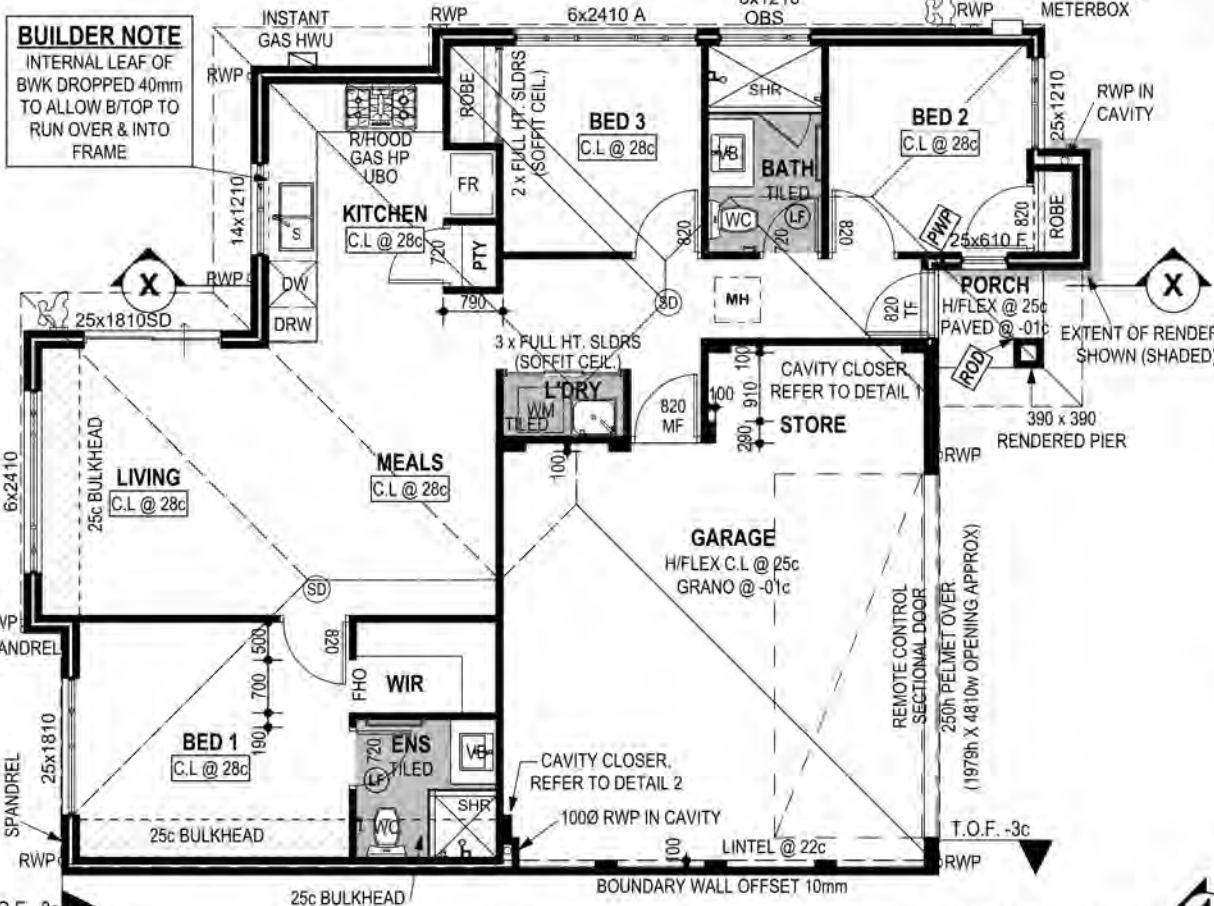 BUILDER NOTE
INTERNAL LEAF OF
BWK DROPPED 40mm
TO ALLOW B/TOP TO
RUN OVER & INTO
FRAME
INSTANT
GAS HWU
RWP
6x2410 A
OBS
RWP
METERBOX
RWP
ROBE
2 x FULL HT. SLDRS
(SOFFIT CEIL.)
BED 3
C.L @ 28c
SHR
BED 2
C.L @ 28c
25x1210
RWP IN
CAVITY
R/HOOD
GAS HP
UBO
FR
VB
BATH
TILED
WC
LF
14x1210
S
KITCHEN
C.L @ 28c
720
PTY
820
720
820
PWP
820
ROBE
25x610 F
X
RWP
DW
DRW
790
SD
MH
820
TF
PORCH
H/FLEX @ 25c
PAVED @ -01c
X
EXTENT OF RENDER
SHOWN (SHADED)
25x1810SD
3 x FULL HT. SLDRS
(SOFFIT CEIL.)
L'DRY
WM
TILED
820
MF
100
910
100
290
CAVITY CLOSER
REFER TO DETAIL 1
STORE
ROD
390 x 390
RENDERED PIER
RWP
6x2410
25c BULKHEAD
LIVING
C.L @ 28c
MEALS
C.L @ 28c
100
GARAGE
H/FLEX C.L @ 25c
GRANO @ -01c
REMOTE CONTROL
SECTIONAL DOOR
250h PELMET OVER
(1979h X 4810w OPENING APPROX)
SD
820
500
700
190
FHO
WIR
25x1810
BED 1
C.L @ 28c
720
ENS
TILED
LF
VB
WC
SHR
CAVITY CLOSER,
REFER TO DETAIL 2
100Ø RWP IN CAVITY
SPANDREL
RWP
25c BULKHEAD
100
LINTEL @ 22c
T.O.F. -3c
RWP
BOUNDARY WALL OFFSET 10mm
25c BULKHEAD